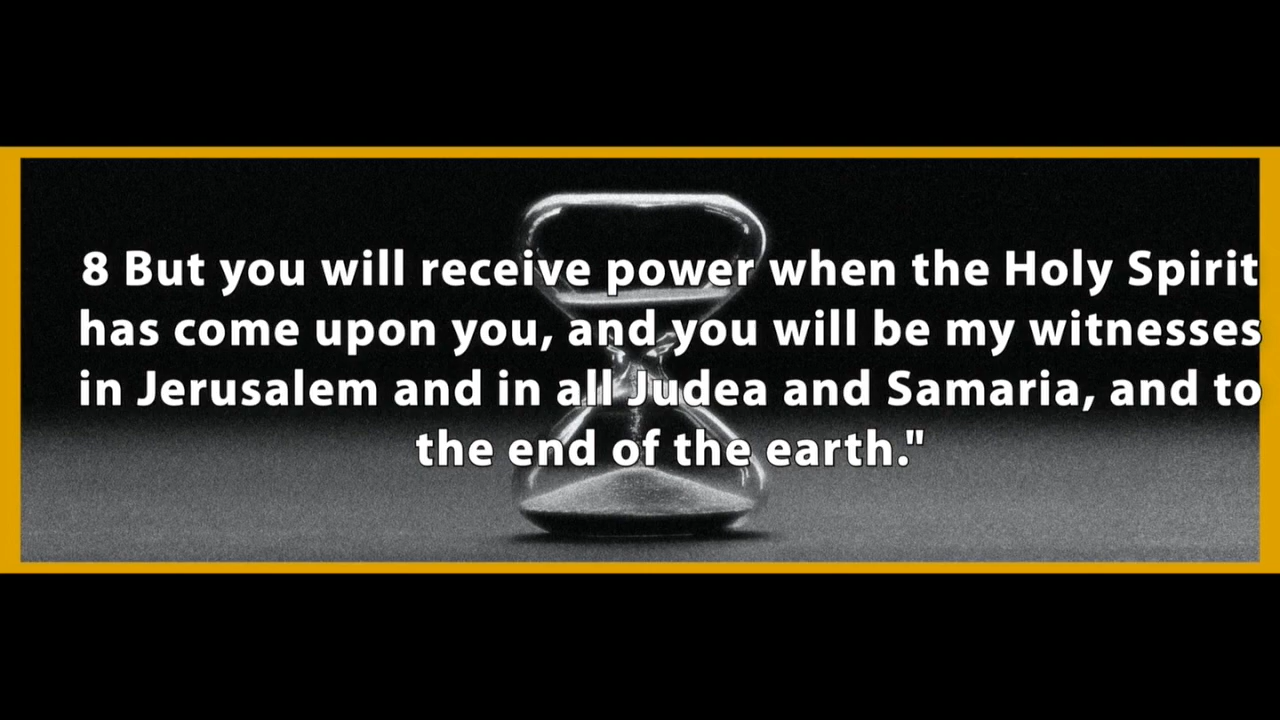 8 But you will receive power when the Holy Spirit
has come upon you, and you will be my witnesses
in Jerusalem and in all Judea and Samaria, and to
the end of the earth."